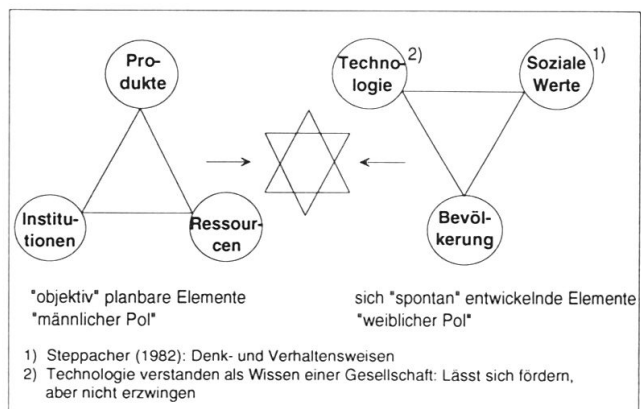 Pro-
dukte
Institu-
tionen
Ressour-
cen
Techno-
logie
2)
Soziale
Werte
1)
Bevöl-
kerung
"objektiv" planbare Elemente
"männlicher Pol"
sich "spontan" entwickelnde Elemente
"weiblicher Pol"
1) Steppacher (1982): Denk- und Verhaltensweisen
2) Technologie verstanden als Wissen einer Gesellschaft: Lässt sich fördern,
aber nicht erzwingen